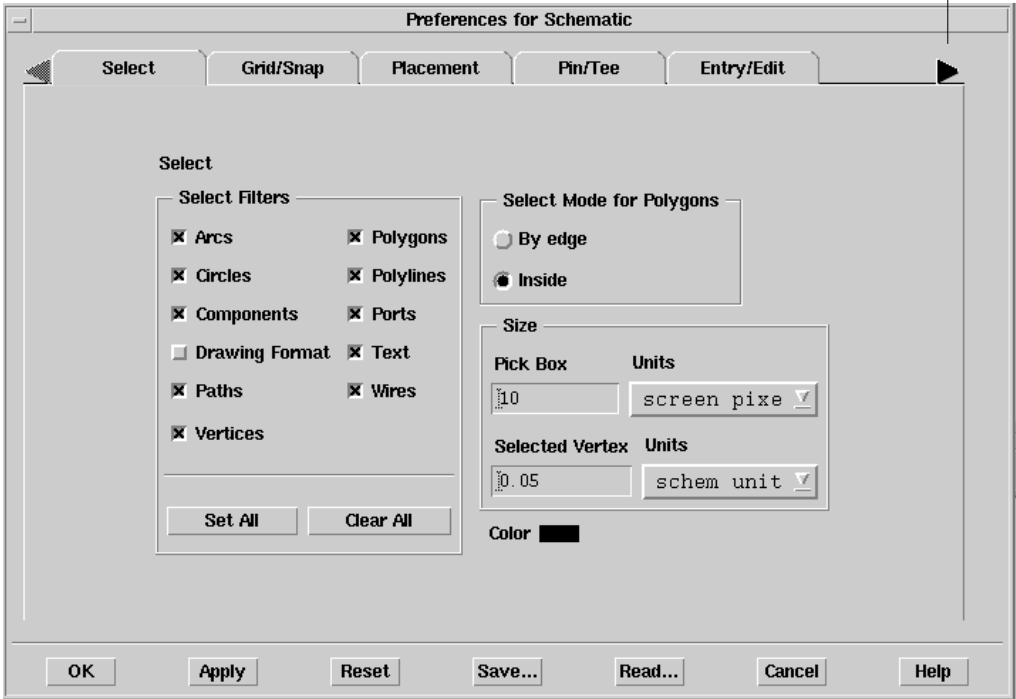 Preferences for Schematic
Select
Grid/Snap
Placement
Pin/Tee
Entry/Edit
Select
Select Filters
Arcs
Polygons
Circles
Polylines
Components
Ports
Drawing Format
Text
Paths
Wires
Vertices
Set All
Clear All
Select Mode for Polygons
By edge
Inside
Size
Pick Box
Units
10
screen pixe
Selected Vertex
Units
0.05
schem unit
Color
OK
Apply
Reset
Save...
Read...
Cancel
Help